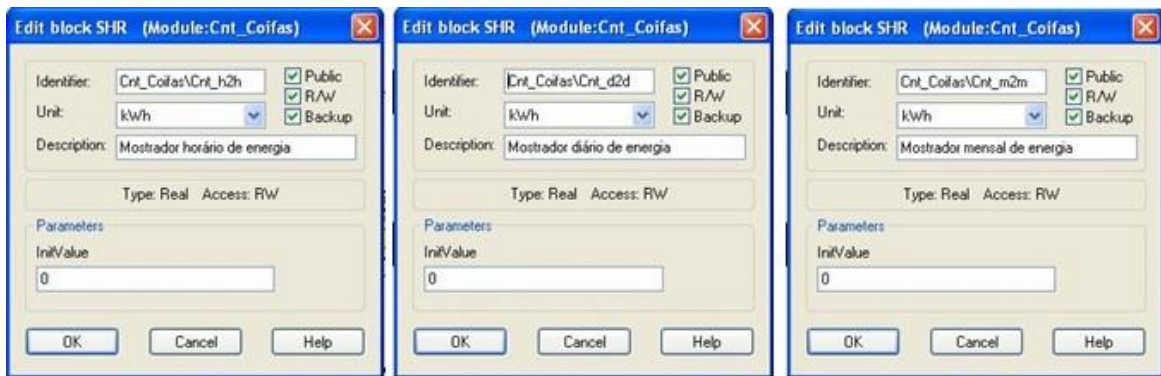 Edit block SHR (Module:Cnt_Coifas)
Identifier: Cnt_Coifas\Cnt_h2h Public
R/W
Unit: kWh Backup
Description: Mostrador horário de energia
Type: Real Access: RW
Parameters
InitValue
0
OK Cancel Help
Edit block SHR (Module:Cnt_Coifas)
Identifier: Cnt_Coifas\Cnt_d2d Public
R/W
Unit: kWh Backup
Description: Mostrador diário de energia
Type: Real Access: RW
Parameters
InitValue
0
OK Cancel Help
Edit block SHR (Module:Cnt_Coifas)
Identifier: Cnt_Coifas\Cnt_m2m Public
R/W
Unit: kWh Backup
Description: Mostrador mensal de energia
Type: Real Access: RW
Parameters
InitValue
0
OK Cancel Help